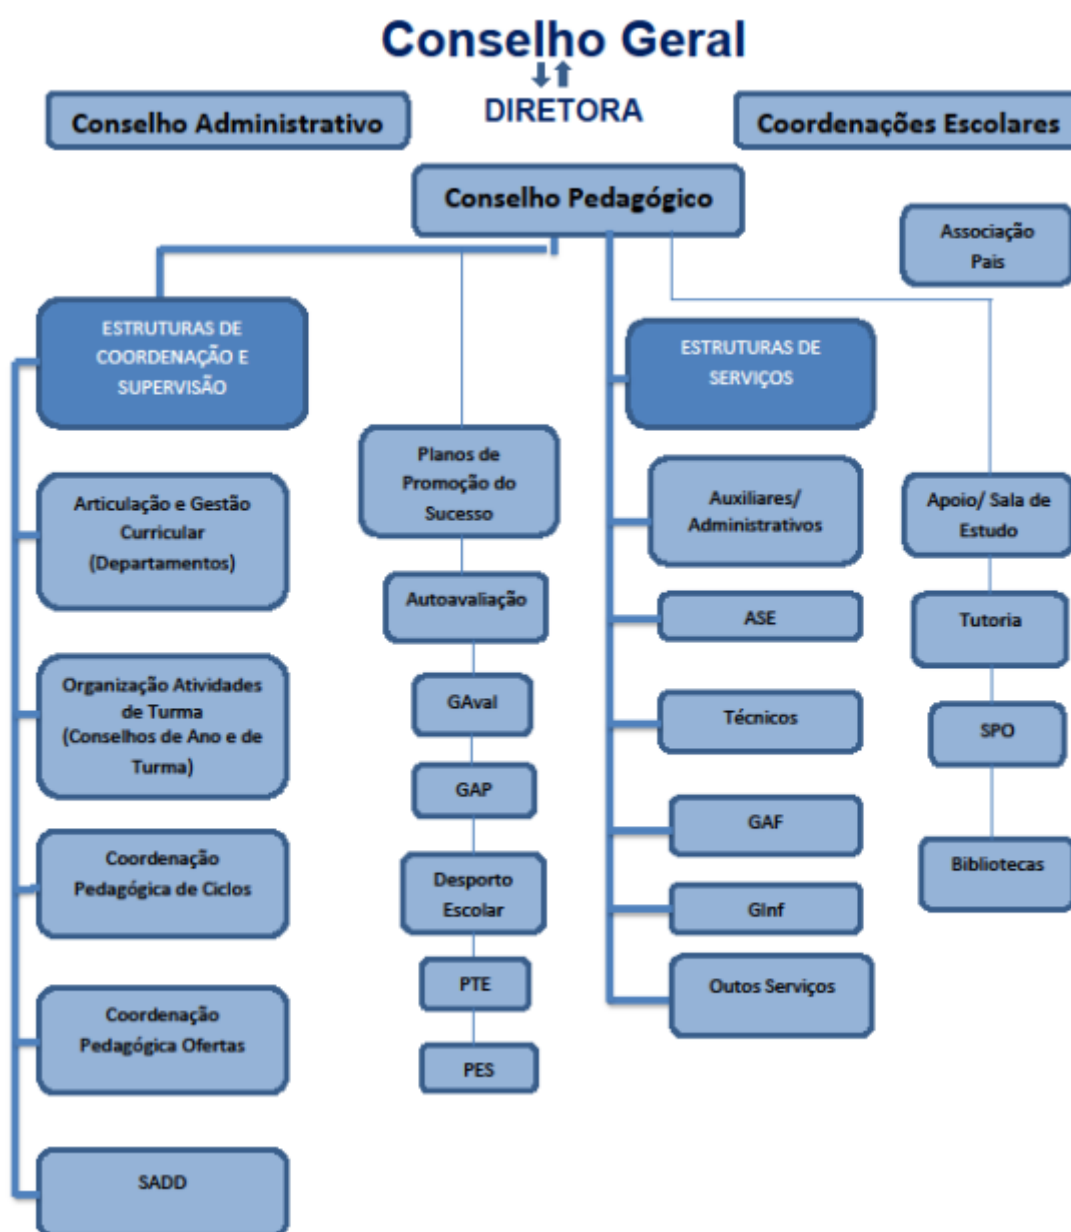 Conselho Geral
DIRETORA
Conselho Administrativo
Coordenações Escolares
Conselho Pedagógico
Associação
Pais
ESTRUTURAS DE
COORDENAÇÃO E
SUPERVISÃO
Articulação e Gestão
Curricular
(Departamentos)
Organização Atividades
de Turma
(Conselhos de Ano e de
Turma)
Coordenação
Pedagógica de Ciclos
Coordenação
Pedagógica Ofertas
SADD
Planos de
Promoção do
Sucesso
Autoavaliação
GAval
GAP
Desporto
Escolar
PTE
PES
ESTRUTURAS DE
SERVIÇOS
Auxiliares/
Administrativos
ASE
Técnicos
GAF
GInf
Outos Serviços
Apoio/ Sala de
Estudo
Tutoria
SPO
Bibliotecas